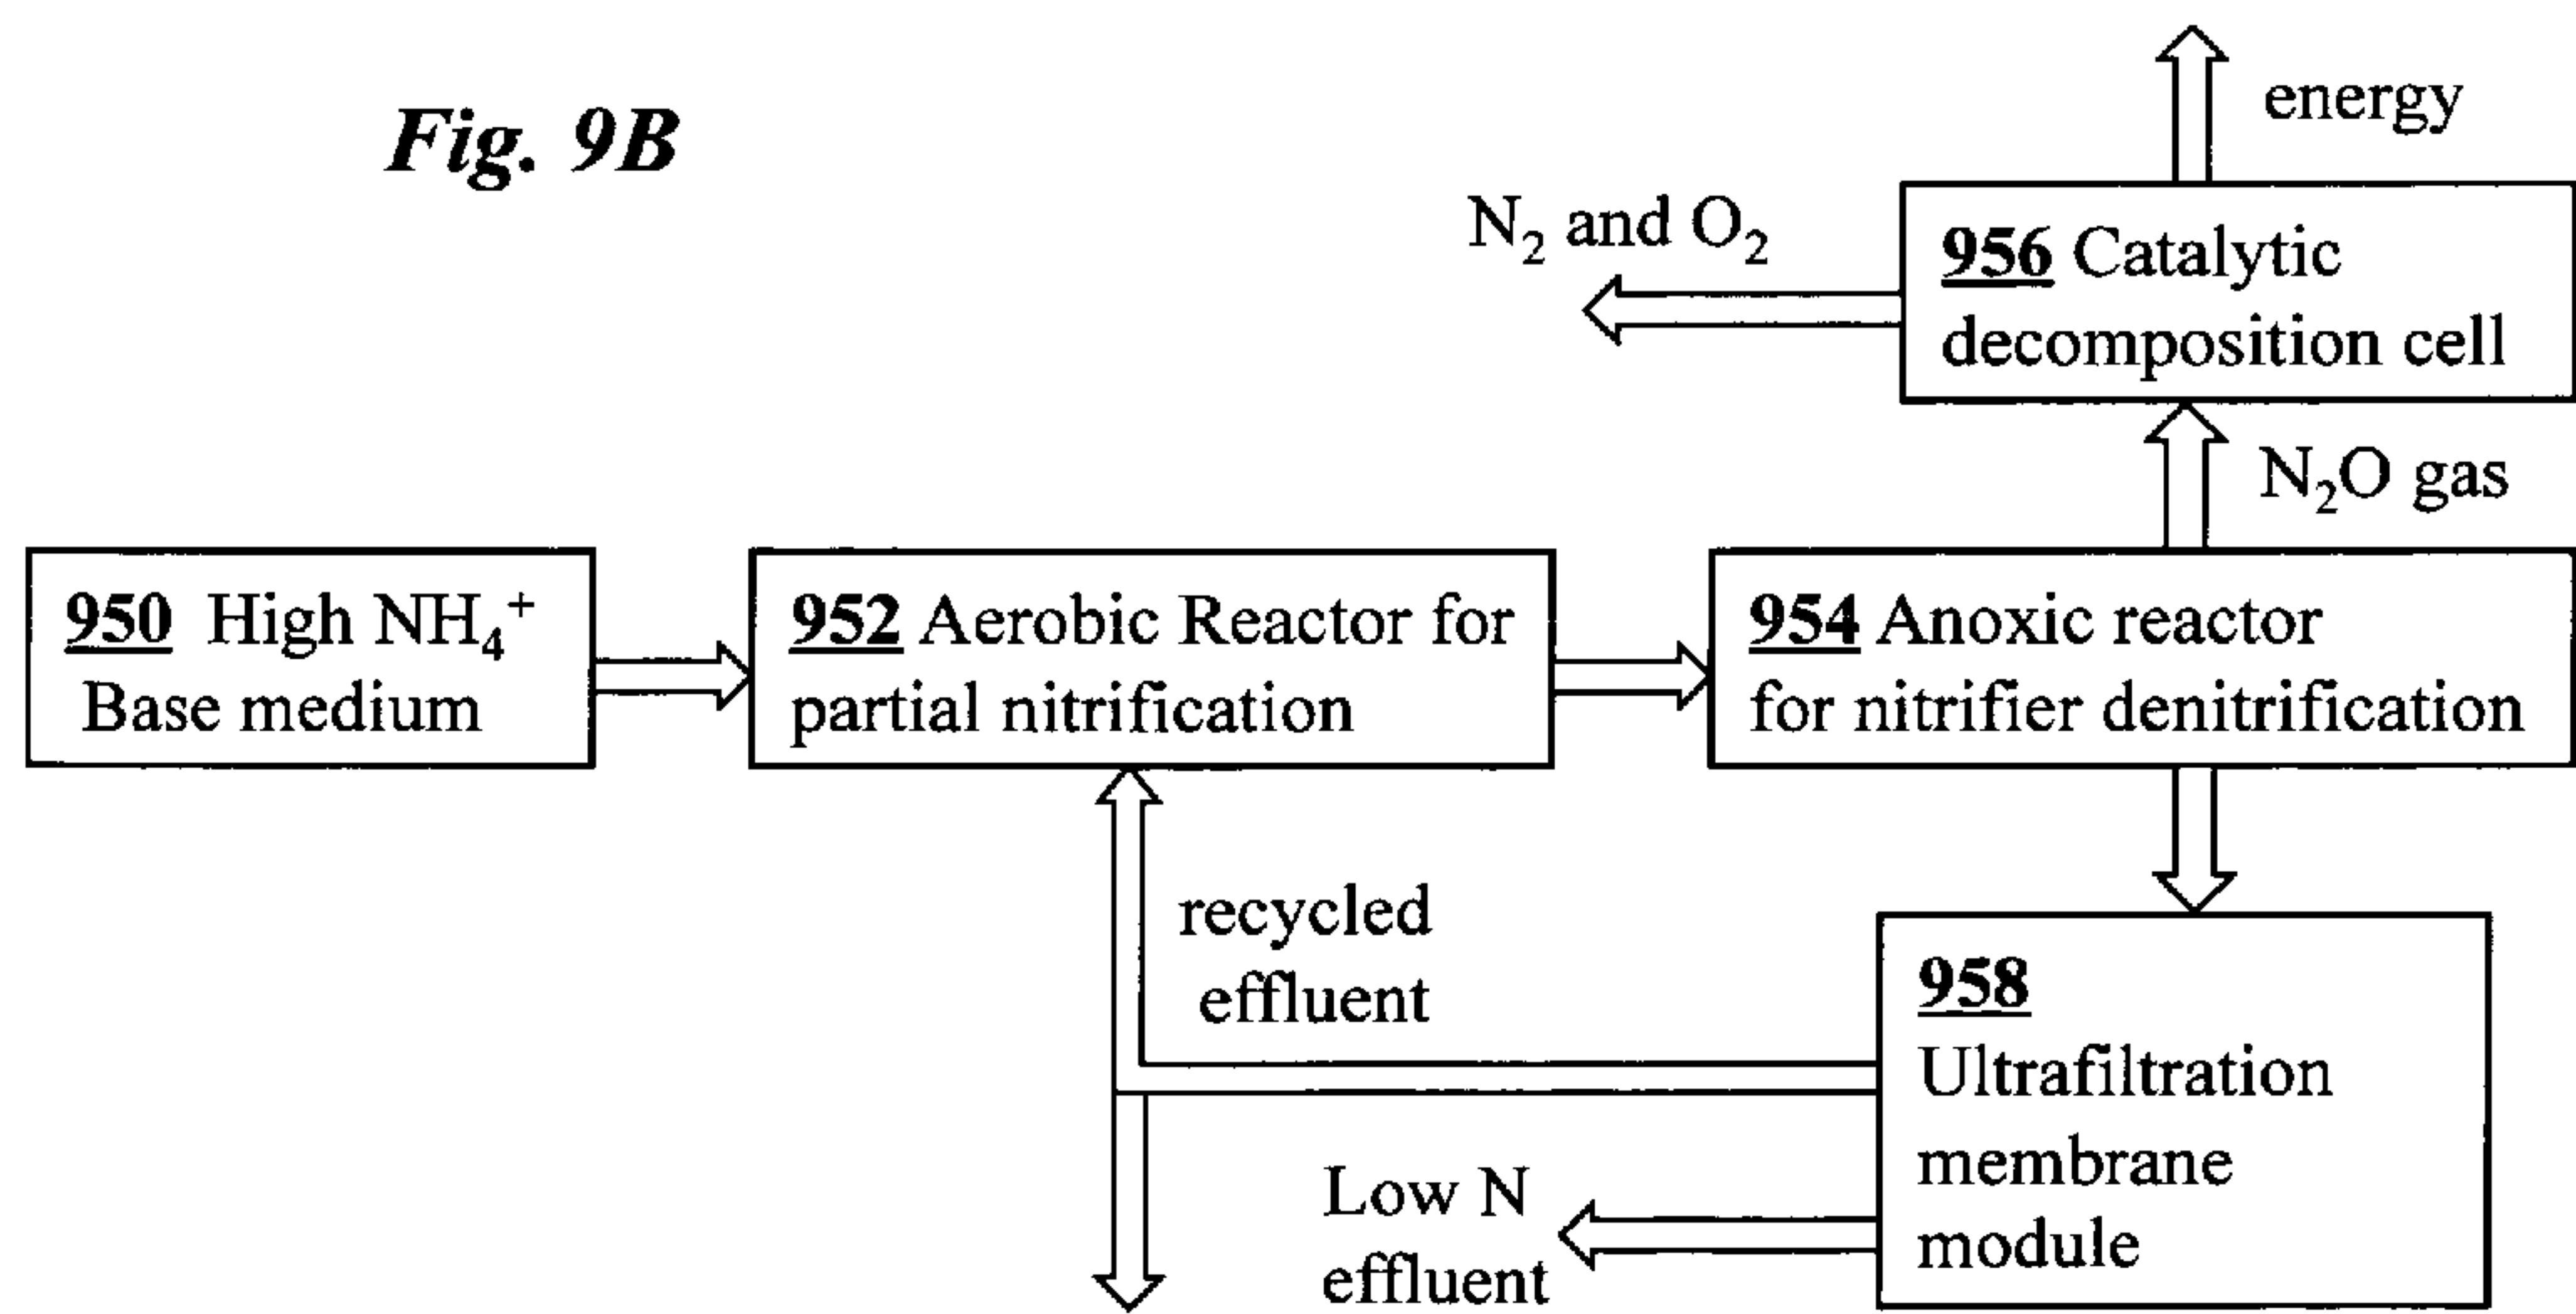 Fig. 9B
energy
N₂ and O₂
956 Catalytic
decomposition cell
N₂O gas
950 High NH₄⁺
Base medium
952 Aerobic Reactor for
partial nitrification
954 Anoxic reactor
for nitrifier denitrification
recycled
effluent
958
Ultrafiltration
membrane
module
Low N
effluent